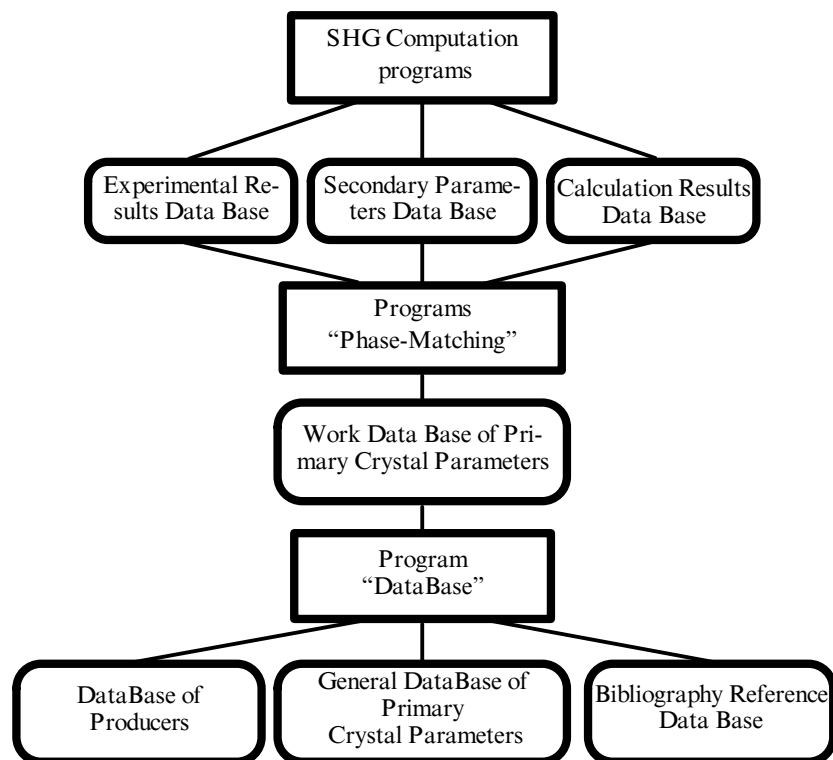 SHG Computation
programs
Experimental Re-
sults Data Base
Secondary Parame-
ters Data Base
Calculation Results
Data Base
Programs
“Phase-Matching”
Work Data Base of Pri-
mary Crystal Parameters
Program
“DataBase”
DataBase of
Producers
General DataBase of
Primary
Crystal Parameters
Bibliography Reference
Data Base